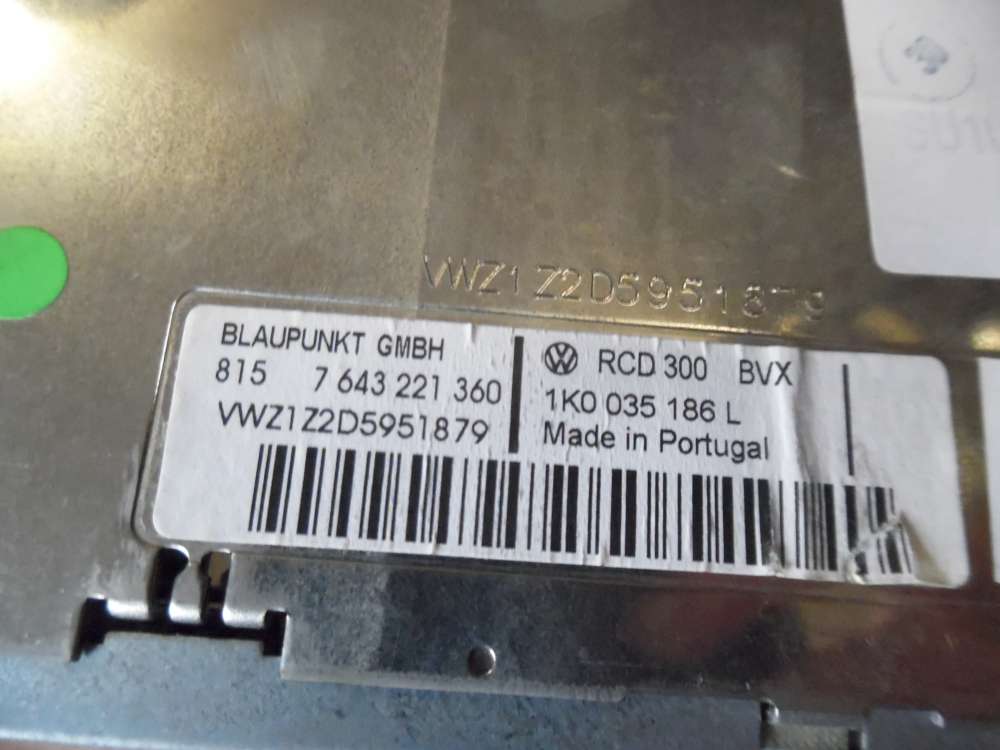 VWZ1Z2D5951879
BLAUPUNKT GMBH
815 7 643 221 360
VWZ1Z2D5951879
RCD 300 BVX
1K0 035 186 L
Made in Portugal